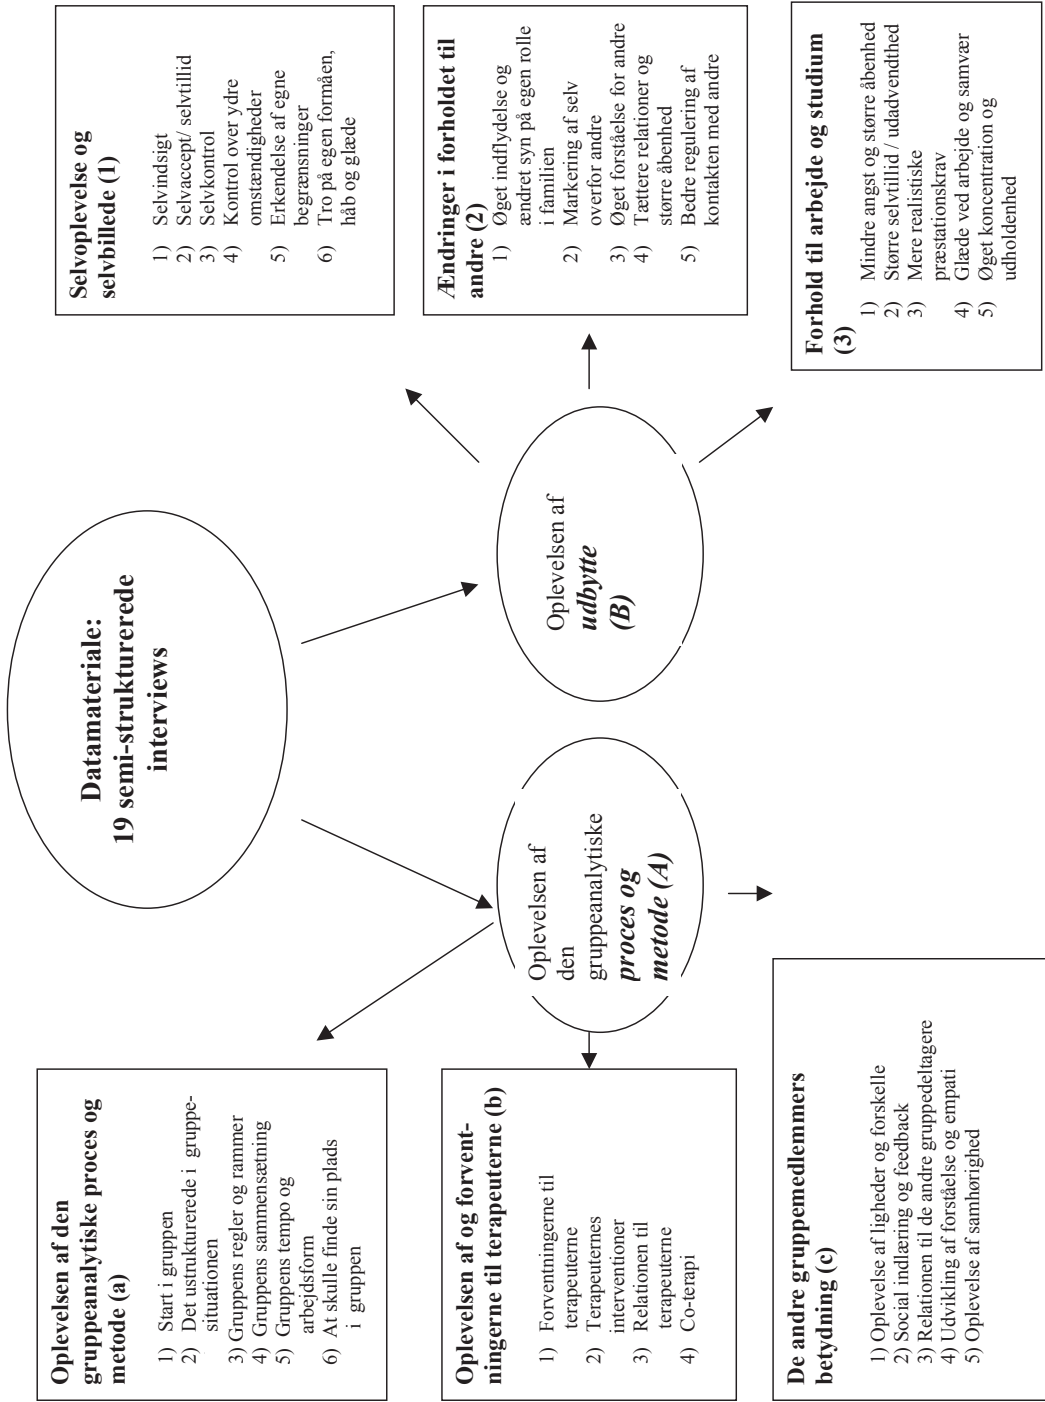 Datamateriale:
19 semi-strukturerede
interviews
Oplevelsen af
den
gruppeanalytiske
proces og
metode (A)
Oplevelsen af
udbytte
(B)
Oplevelsen af den
gruppeanalytiske proces og
metode (a)
1) Start i gruppen
2) Det ustrukturerede i gruppe-
situationen
3) Gruppens regler og rammer
4) Gruppens sammensætning
5) Gruppens tempo og
arbejdsform
6) At skulle finde sin plads
i gruppen
Oplevelsen af og forvent-
ningerne til terapeuterne (b)
1) Forventningerne til
terapeuterne
2) Terapeuternes
interventioner
3) Relationen til
terapeuterne
4) Co-terapi
De andre gruppemedlemmers
betydning (c)
1) Oplevelse af ligheder og forskelle
2) Social indlæring og feedback
3) Relationen til de andre gruppedeltagere
4) Udvikling af forståelse og empati
5) Oplevelse af samhørighed
Selvoplevelse og
selvbillede (1)
1) Selvindsigt
2) Selvaccept/ selvtillid
3) Selvkontrol
4) Kontrol over ydre
omstændigheder
5) Erkendelse af egne
begrænsninger
6) Tro på egen formåen,
håb og glæde
Ændringer i forholdet til
andre (2)
1) Øget indflydelse og
ændret syn på egen rolle
i familien
2) Markering af selv
overfor andre
3) Øget forståelse for andre
4) Tættere relationer og
større åbenhed
5) Bedre regulering af
kontakten med andre
Forhold til arbejde og studium
(3)
1) Mindre angst og større åbenhed
2) Større selvtillid / udadvendthed
3) Mere realistiske
præstationskrav
4) Glæde ved arbejde og samvær
5) Øget koncentration og
udholdenhed